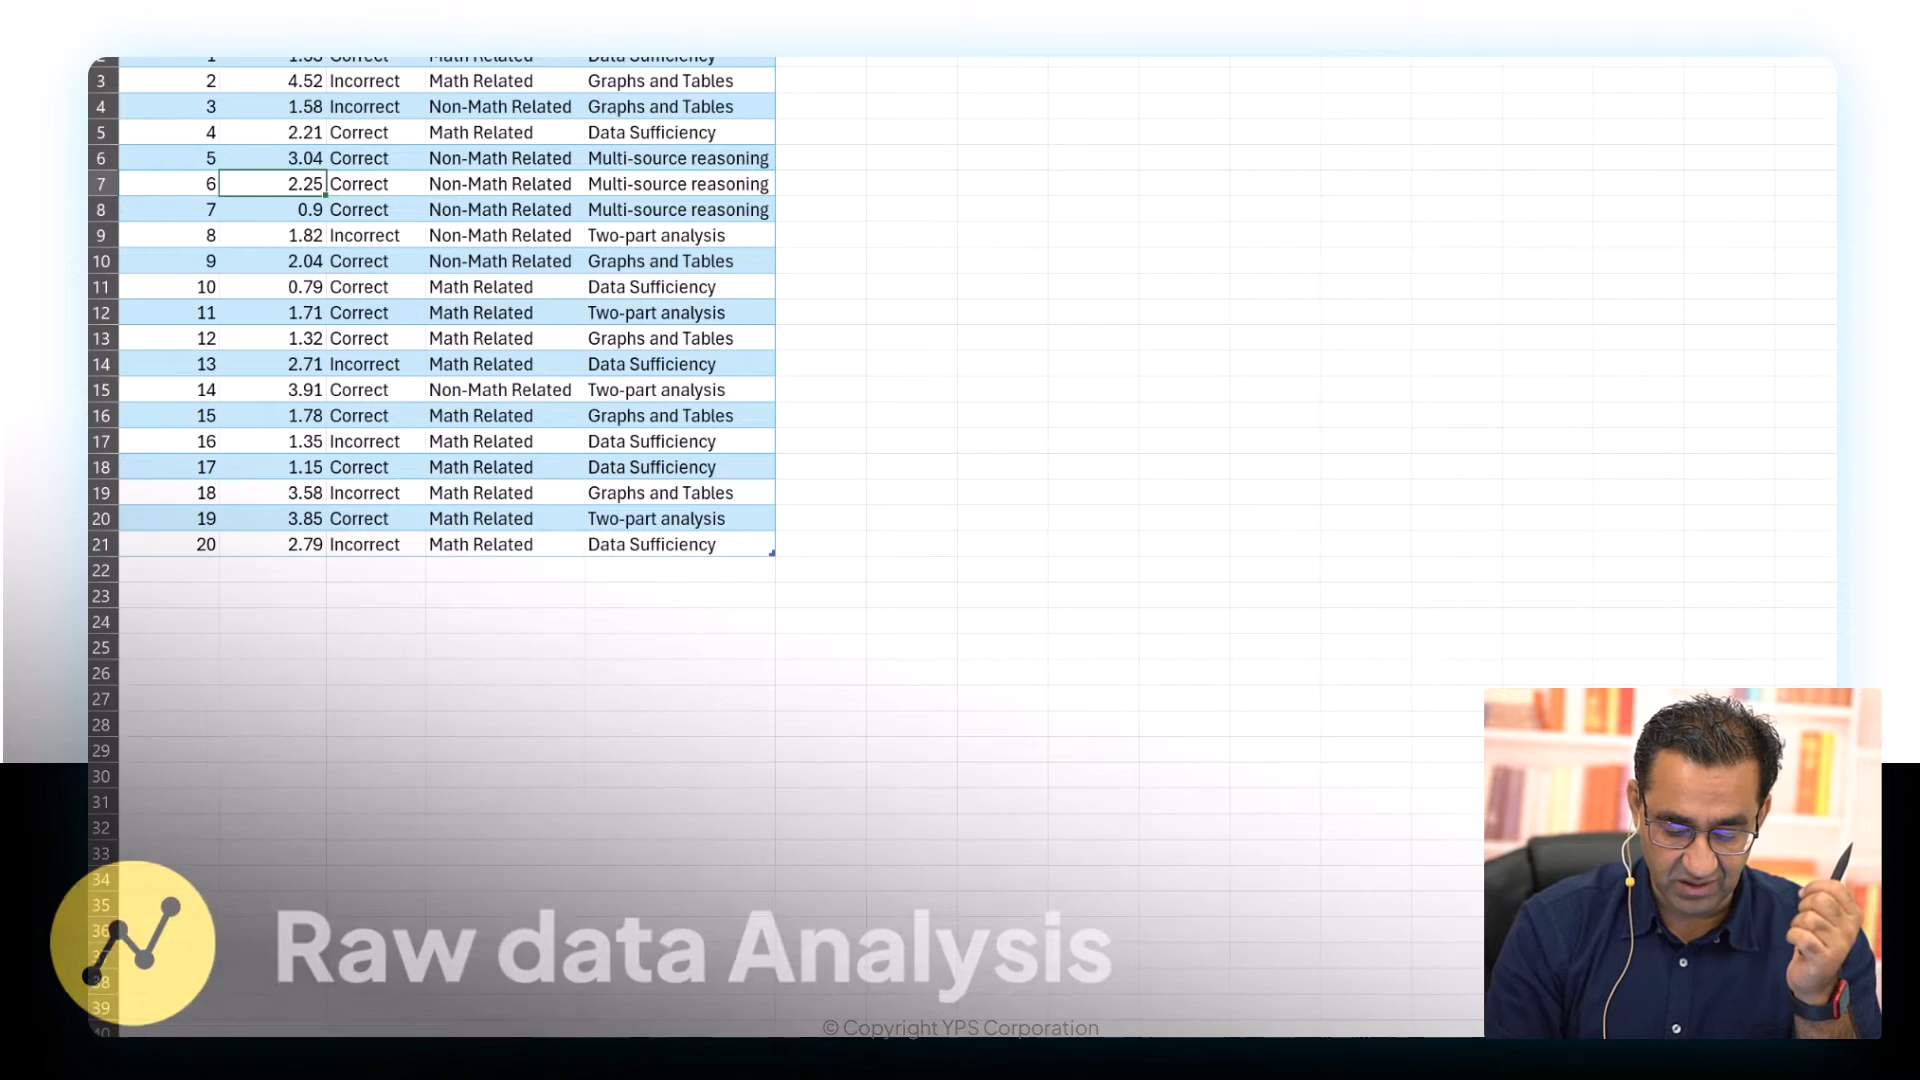 1 1.53 Correct Math Related Data Sufficiency
3 2 4.52 Incorrect Math Related Graphs and Tables
4 3 1.58 Incorrect Non-Math Related Graphs and Tables
5 4 2.21 Correct Math Related Data Sufficiency
6 5 3.04 Correct Non-Math Related Multi-source reasoning
7 6 2.25 Correct Non-Math Related Multi-source reasoning
8 7 0.9 Correct Non-Math Related Multi-source reasoning
9 8 1.82 Incorrect Non-Math Related Two-part analysis
10 9 2.04 Correct Non-Math Related Graphs and Tables
11 10 0.79 Correct Math Related Data Sufficiency
12 11 1.71 Correct Math Related Two-part analysis
13 12 1.32 Correct Math Related Graphs and Tables
14 13 2.71 Incorrect Math Related Data Sufficiency
15 14 3.91 Correct Non-Math Related Two-part analysis
16 15 1.78 Correct Math Related Graphs and Tables
17 16 1.35 Incorrect Math Related Data Sufficiency
18 17 1.15 Correct Math Related Data Sufficiency
19 18 3.58 Incorrect Math Related Graphs and Tables
20 19 3.85 Correct Math Related Two-part analysis
21 20 2.79 Incorrect Math Related Data Sufficiency
22
23
24
25
26
27
28
29
30
31
32
33
34
35
36
38
39
Raw data Analysis
© Copyright YPS Corporation